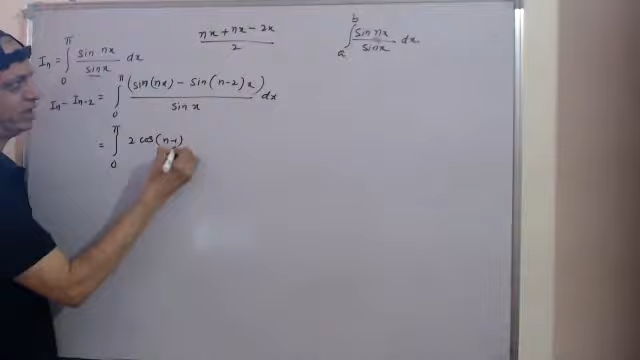 nx + nx - 2x / 2
∫_a^b sin nx / sin x dx
I_n = ∫_0^π sin nx / sin x dx
I_n - I_{n-2} = ∫_0^π (sin(nx) - sin(n-2)x) / sin x dx
= ∫_0^π 2 cos(n-1)